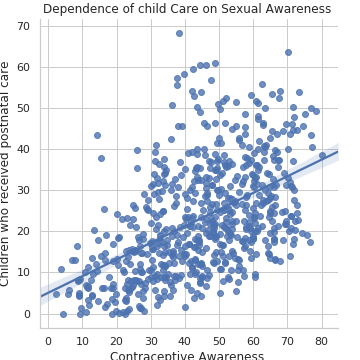 Dependence of child Care on Sexual Awareness
Children who received postnatal care
70
60
50
40
30
20
10
0
0 10 20 30 40 50 60 70 80
Contraceptive Awareness